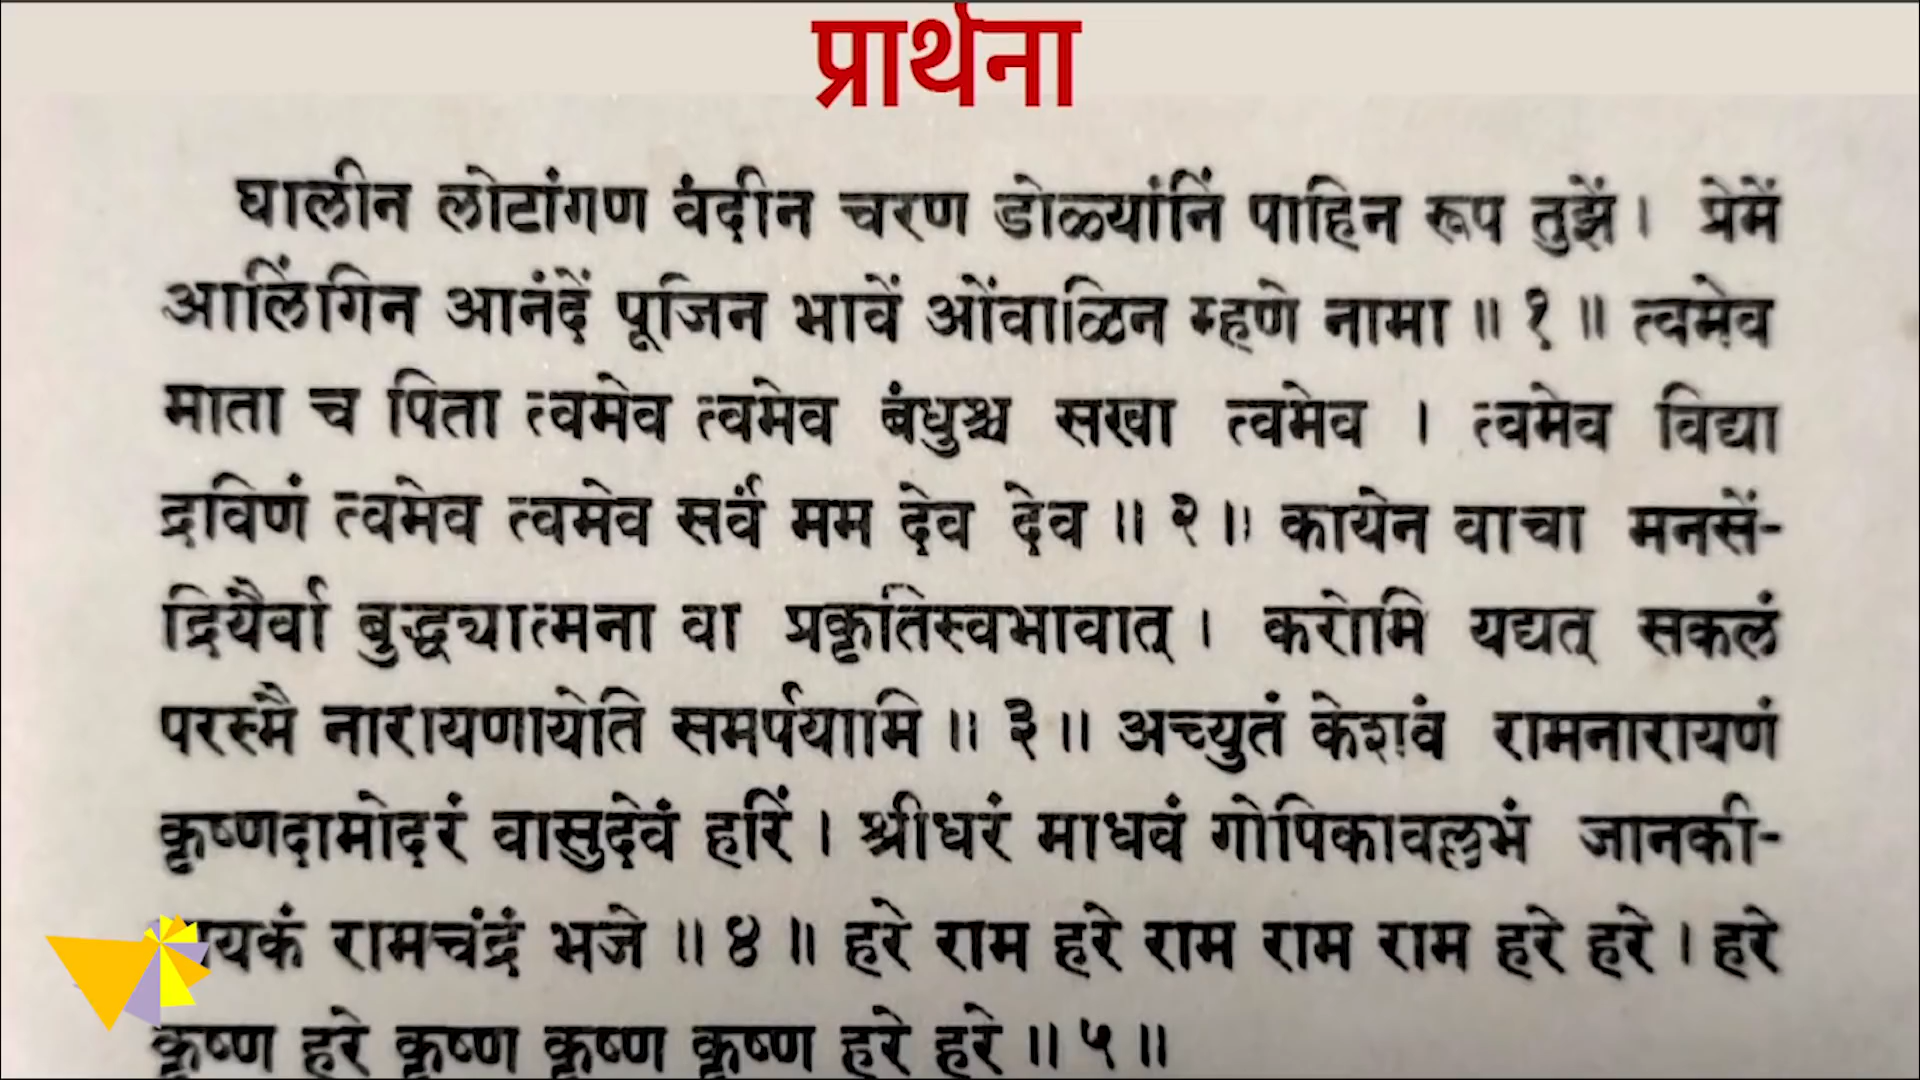 प्रार्थना
घालीन लोटांगण वंदीन चरण डोळ्यांनिं पाहिन रूप तुझें। प्रेमें
आलिंगिन आनंदें पूजिन भावें ओंवाळिन म्हणे नामा ॥ १ ॥ त्वमेव
माता च पिता त्वमेव त्वमेव बंधुश्च सखा त्वमेव । त्वमेव विद्या
द्रविणं त्वमेव त्वमेव सर्वं मम देव देव ॥ २ ॥ कायेन वाचा मनसें-
द्रियैर्वा बुद्ध्यात्मना वा प्रकृतिस्वभावात् । करोमि यद्यत् सकलं
परस्मै नारायणायेति समर्पयामि ॥ ३ ॥ अच्युतं केशवं रामनारायणं
कृष्णदामोदरं वासुदेवं हरिं । श्रीधरं माधवं गोपिकावल्लभं जानकी-
यकं रामचंद्रं भजे ॥ ४ ॥ हरे राम हरे राम राम राम हरे हरे । हरे
कृष्ण हरे कृष्ण कृष्ण कृष्ण हरे हरे ॥ ५ ॥